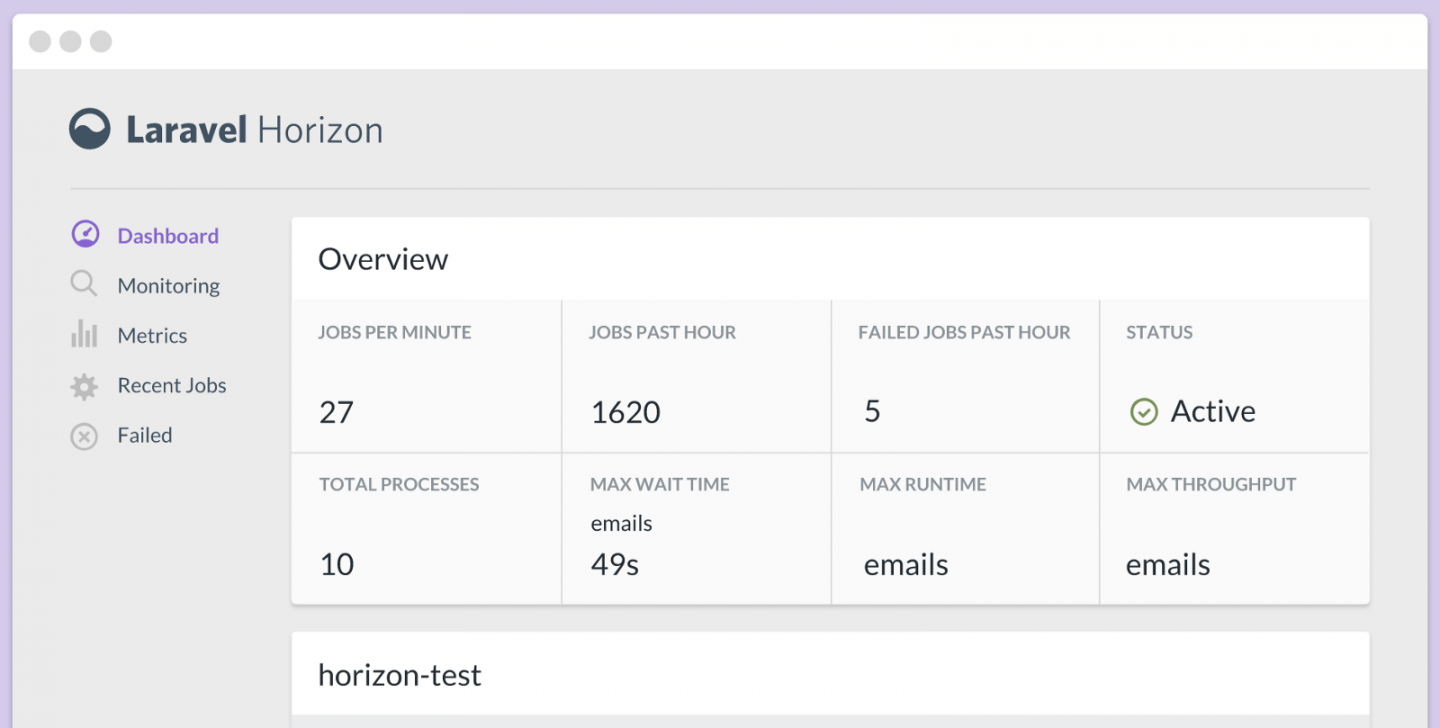 Laravel Horizon
Dashboard
Monitoring
Metrics
Recent Jobs
Failed
Overview
JOBS PER MINUTE
27
JOBS PAST HOUR
1620
FAILED JOBS PAST HOUR
5
STATUS
Active
TOTAL PROCESSES
10
MAX WAIT TIME
emails
49s
MAX RUNTIME
emails
MAX THROUGHPUT
emails
horizon-test